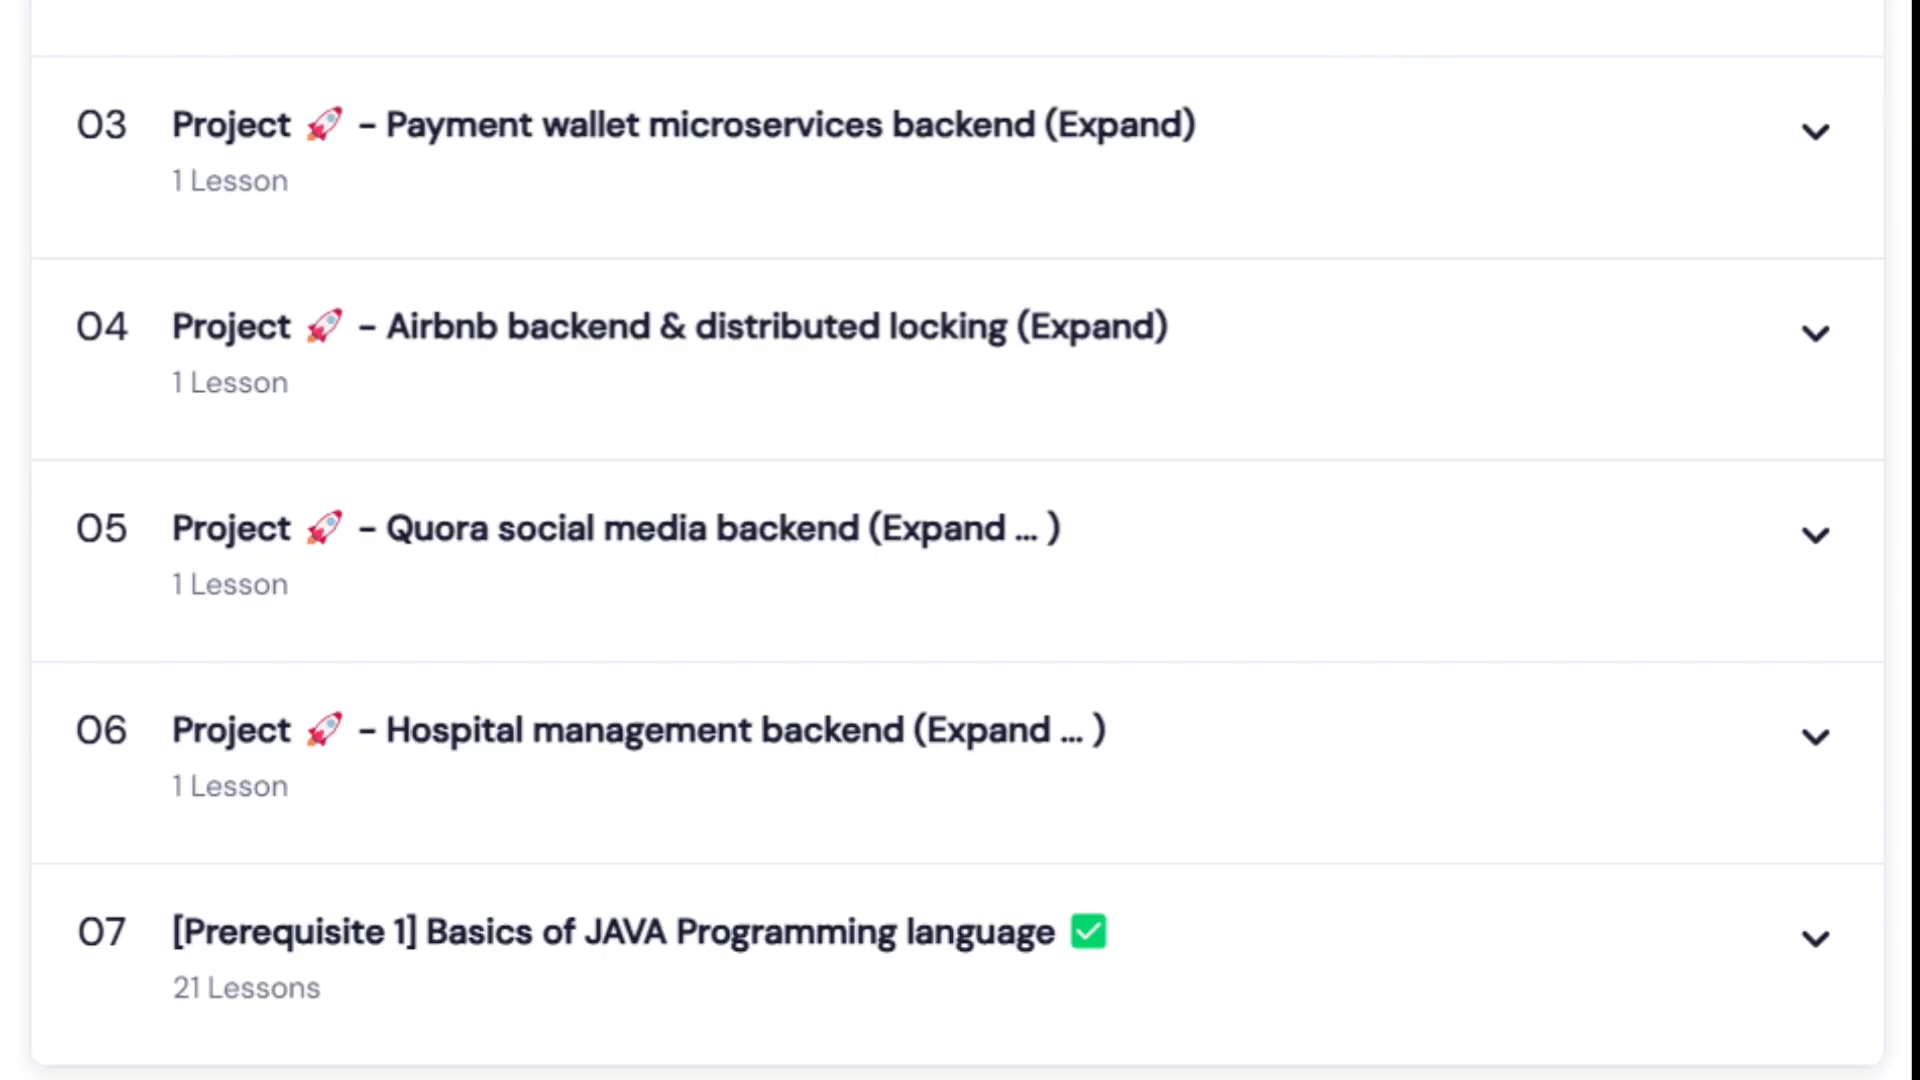 03 Project 🚀 - Payment wallet microservices backend (Expand)
1 Lesson
04 Project 🚀 - Airbnb backend & distributed locking (Expand)
1 Lesson
05 Project 🚀 - Quora social media backend (Expand ... )
1 Lesson
06 Project 🚀 - Hospital management backend (Expand ... )
1 Lesson
07 [Prerequisite 1] Basics of JAVA Programming language ✅
21 Lessons